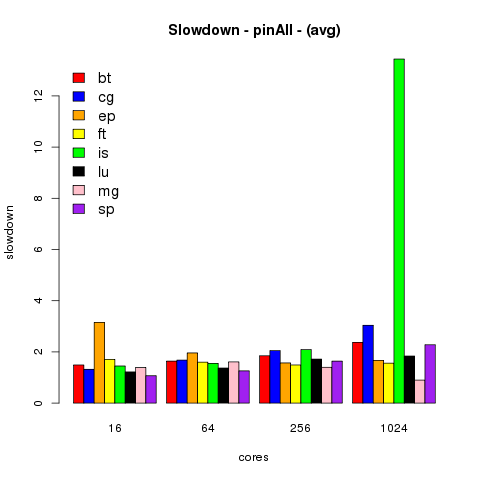 Slowdown - pinAll - (avg)
bt
cg
ep
ft
is
lu
mg
sp
slowdown
12
10
8
6
4
2
0
16 64 256 1024
cores